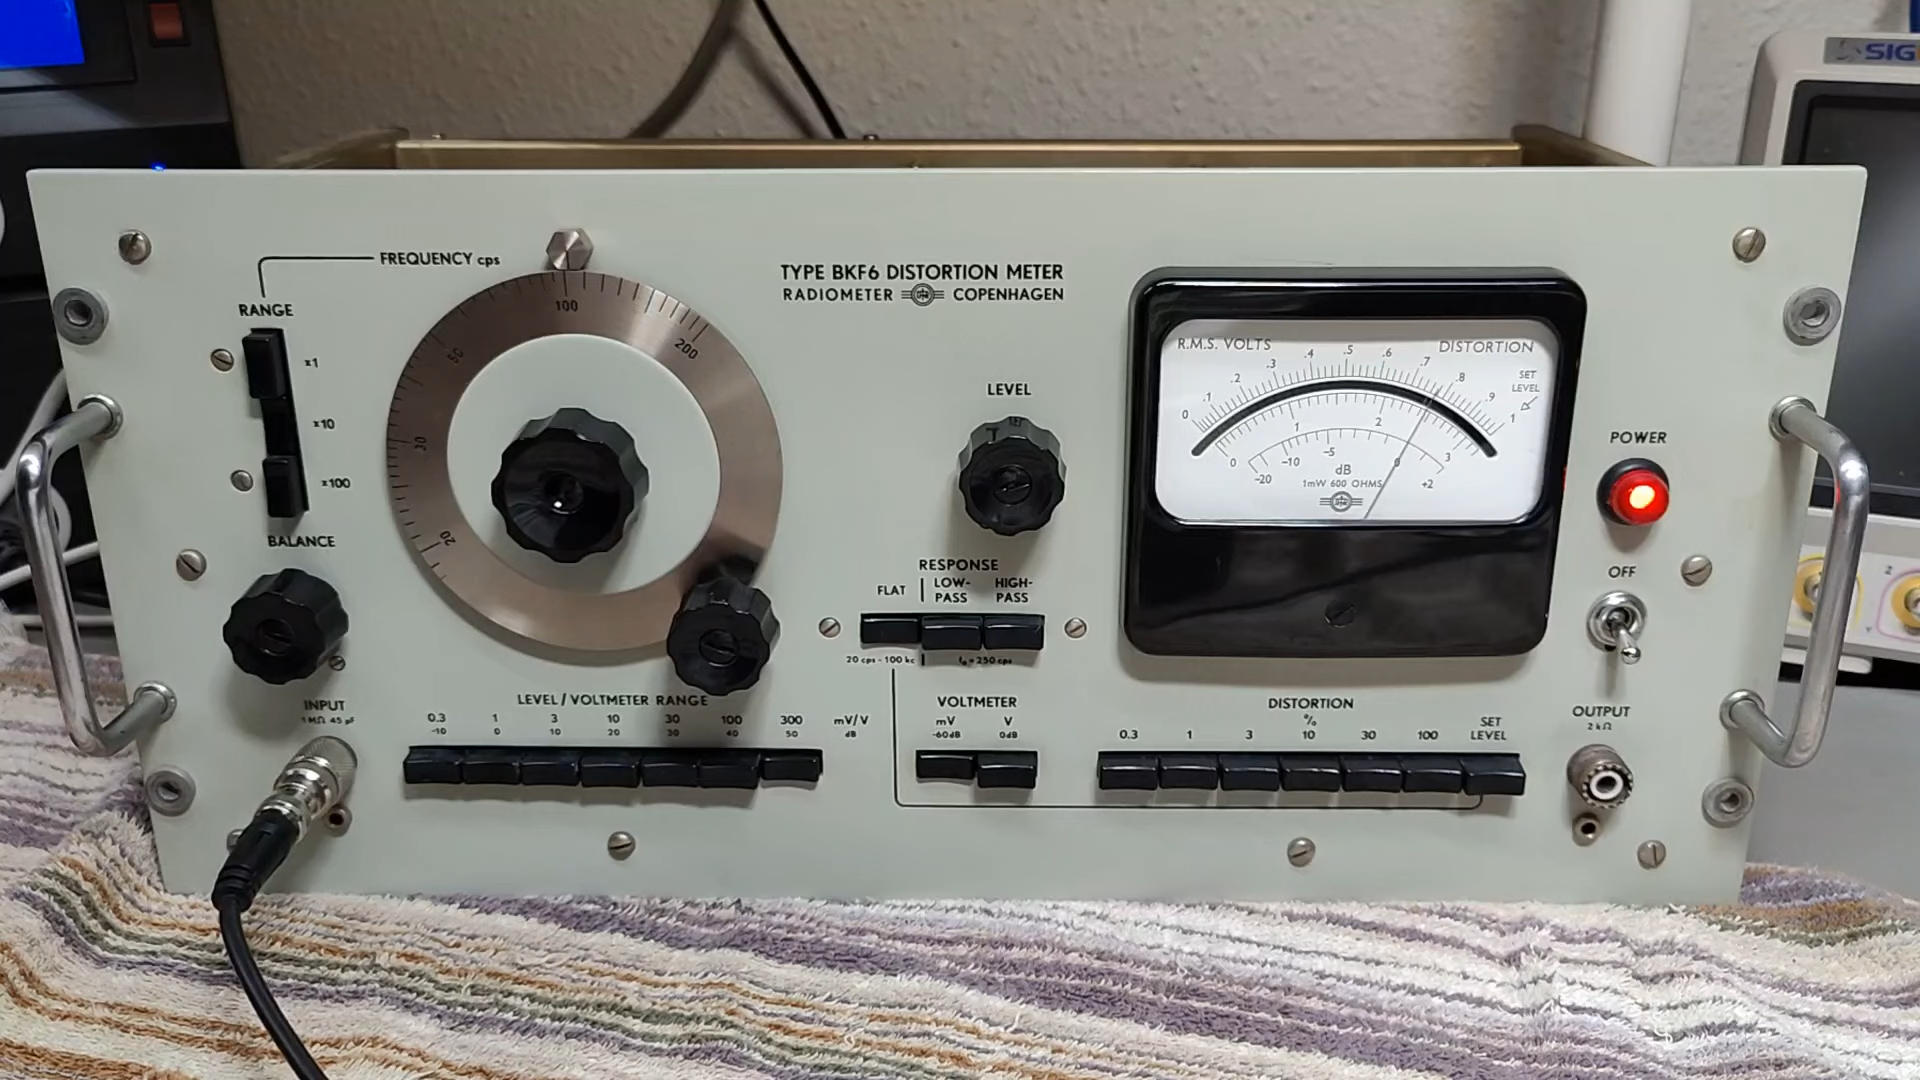 SIG
FREQUENCY cps
RANGE
x1
x10
x100
BALANCE
INPUT
1 MΩ 45 pF
20
30
50
100
200
TYPE BKF6 DISTORTION METER
RADIOMETER COPENHAGEN
LEVEL
RESPONSE
FLAT
LOW-
PASS
HIGH-
PASS
20 cps - 100 kc
f₀ = 250 cps
LEVEL / VOLTMETER RANGE
0.3 1 3 10 30 100 300 mV/V
-10 0 10 20 30 40 50 dB
VOLTMETER
mV V
-60dB 0dB
R.M.S. VOLTS DISTORTION
0 .1 .2 .3 .4 .5 .6 .7 .8 .9 1
SET
LEVEL
0 1 2 3
-20 -10 -5 0 +2
dB
1mW 600 OHMS
DISTORTION
%
0.3 1 3 10 30 100 SET
LEVEL
POWER
OFF
OUTPUT
2 kΩ
Z